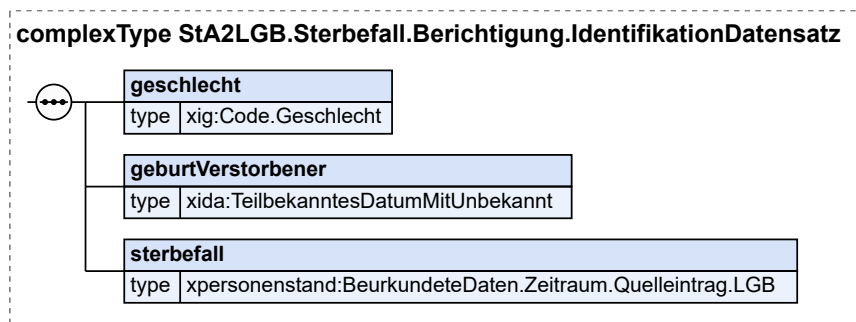 complexType StA2LGB.Sterbefall.Berichtigung.IdentifikationDatensatz
geschlecht
type xig:Code.Geschlecht
geburtVerstorbener
type xida:TeilbekanntesDatumMitUnbekannt
sterbefall
type xpersonenstand:BeurkundeteDaten.Zeitraum.Quelleintrag.LGB